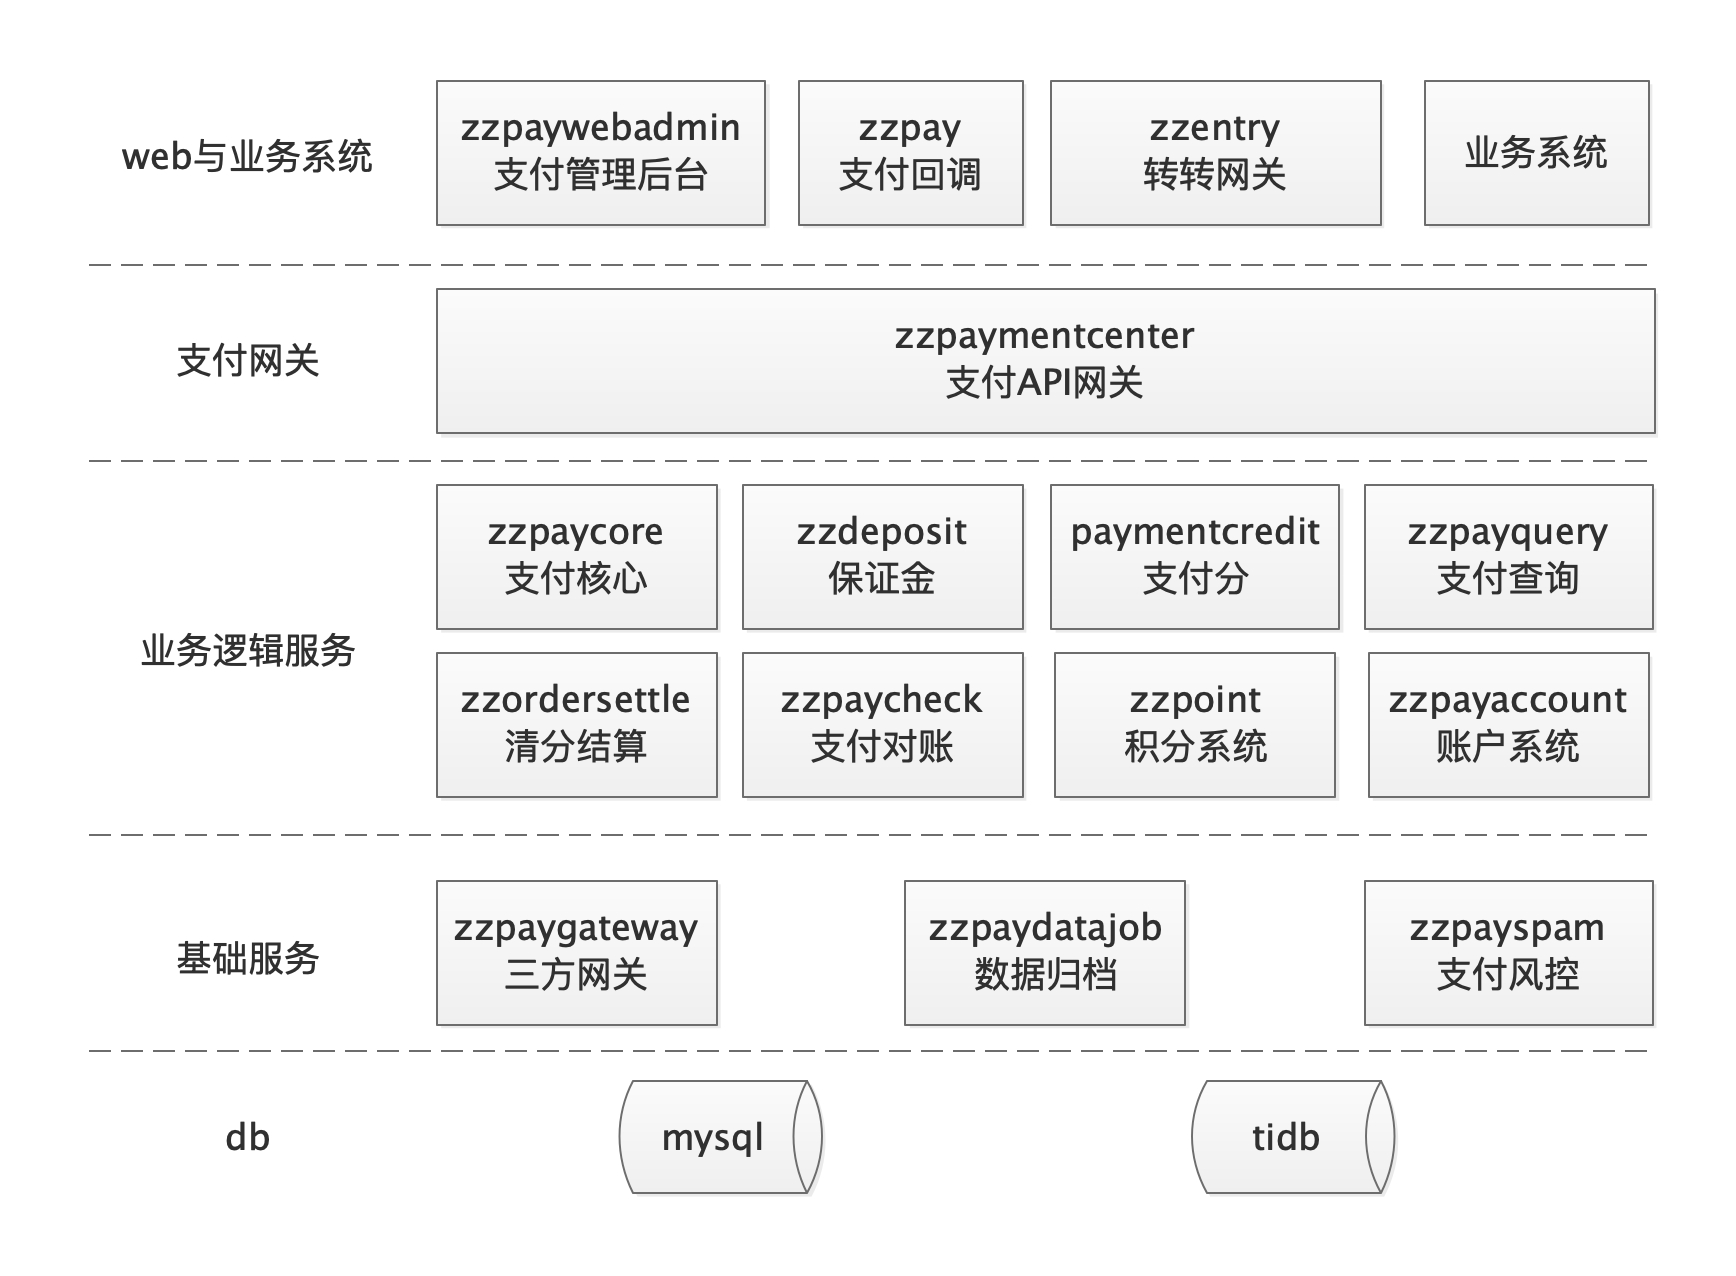 web与业务系统
zzpaywebadmin
支付管理后台
zzpay
支付回调
zzentry
转转网关
业务系统
支付网关
zzpaymentcenter
支付API网关
业务逻辑服务
zzpaycore
支付核心
zzdeposit
保证金
paymentcredit
支付分
zzpayquery
支付查询
zzordersettle
清分结算
zzpaycheck
支付对账
zzpoint
积分系统
zzpayaccount
账户系统
基础服务
zzpaygateway
三方网关
zzpaydatajob
数据归档
zzpayspam
支付风控
db
mysql
tidb